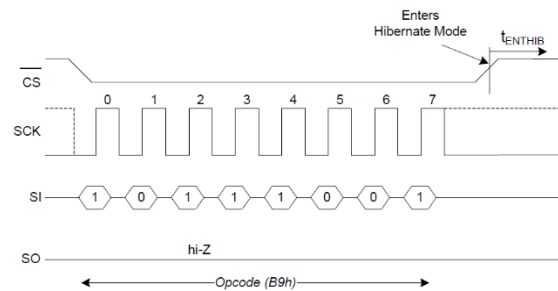 Enters
Hibernate Mode
tENTHIB
CS
0 1 2 3 4 5 6 7
SCK
SI 1 0 1 1 1 0 0 1
hi-Z
SO
Opcode (B9h)